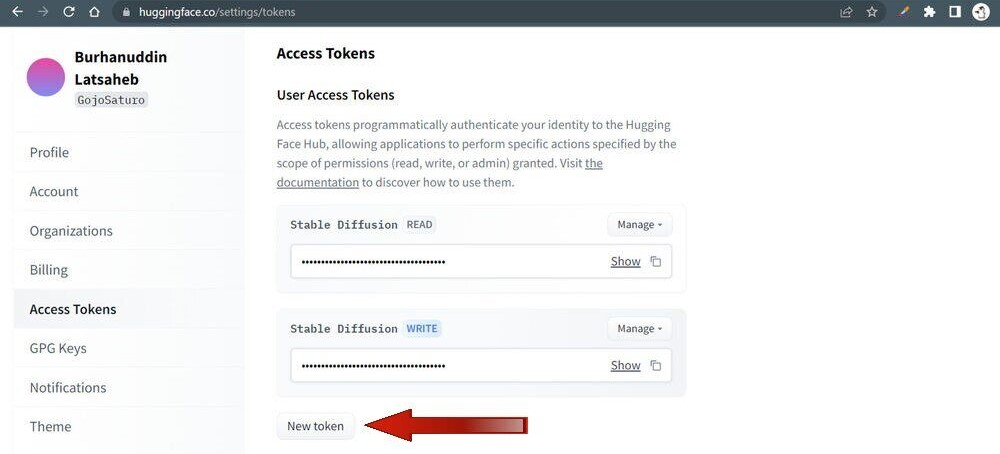 huggingface.co/settings/tokens
Burhanuddin
Latsaheb
GojoSaturo
Profile
Account
Organizations
Billing
Access Tokens
GPG Keys
Notifications
Theme
Access Tokens
User Access Tokens
Access tokens programmatically authenticate your identity to the Hugging
Face Hub, allowing applications to perform specific actions specified by the
scope of permissions (read, write, or admin) granted. Visit the
documentation to discover how to use them.
Stable Diffusion READ
Manage
Show
Stable Diffusion WRITE
Manage
Show
New token